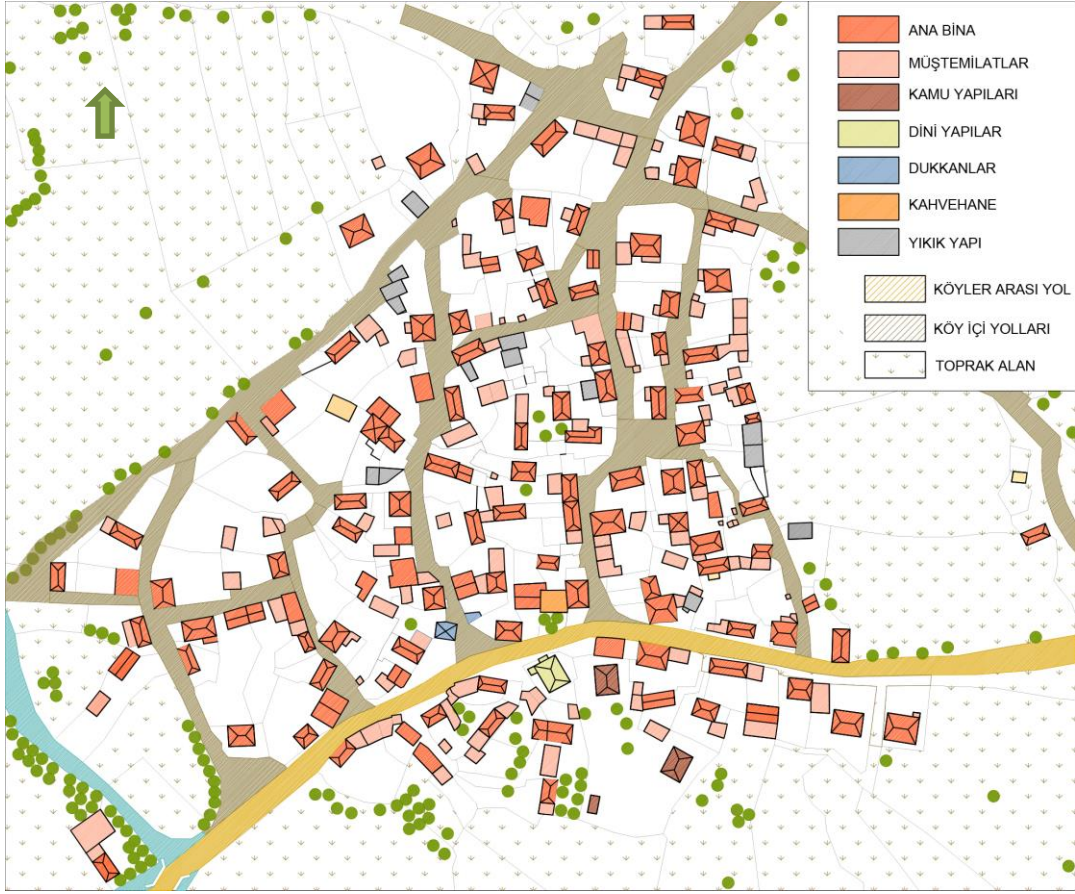 ANA BİNA
MÜŞTEMİLATLAR
KAMU YAPILARI
DİNİ YAPILAR
DUKKANLAR
KAHVEHANE
YIKIK YAPI
KÖYLER ARASI YOL
KÖY İÇİ YOLLARI
TOPRAK ALAN